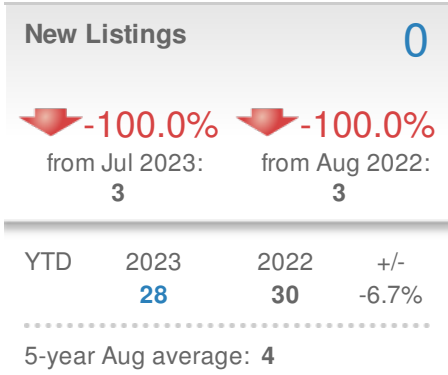 New Listings 0
-100.0% -100.0%
from Jul 2023: from Aug 2022:
3 3
YTD 2023 2022 +/-
28 30 -6.7%
5-year Aug average: 4